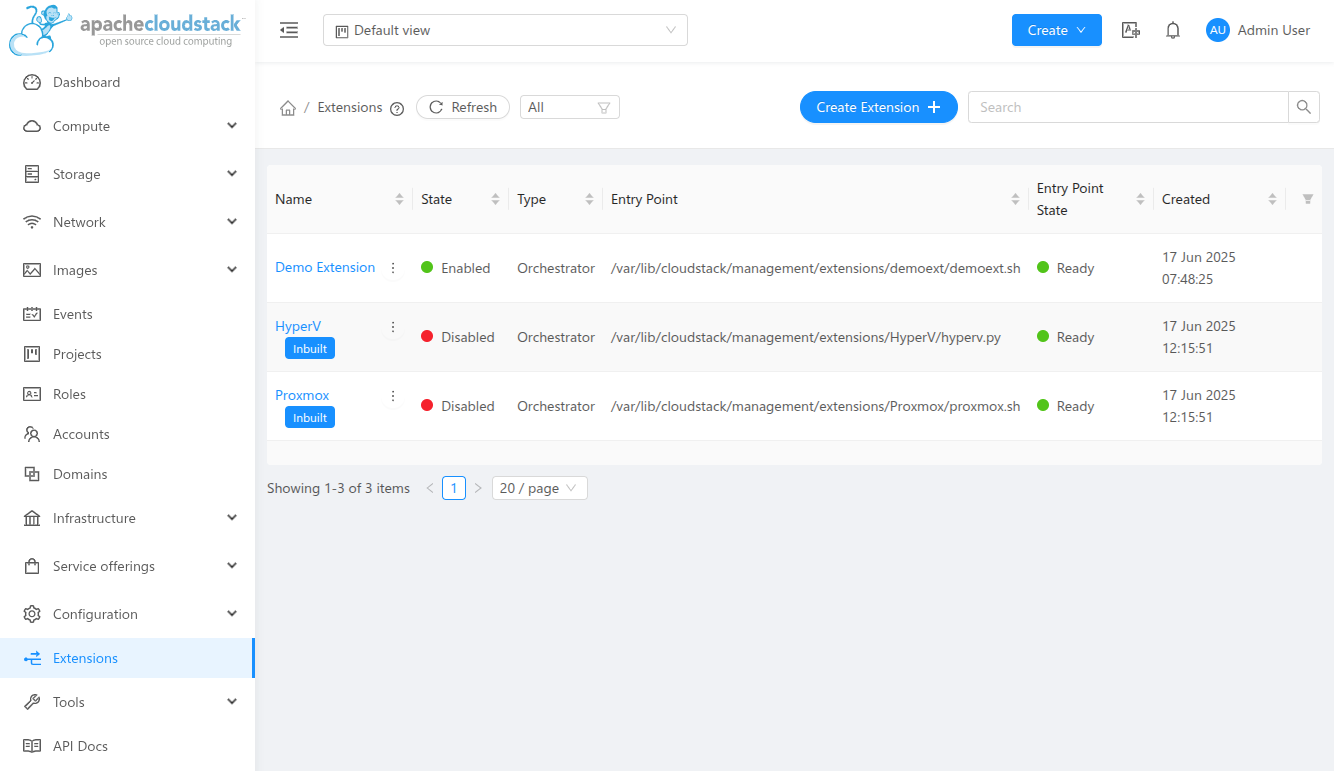 apachecloudstack
open source cloud computing
Default view
Create
AU Admin User
Dashboard
Compute
Storage
Network
Images
Events
Projects
Roles
Accounts
Domains
Infrastructure
Service offerings
Configuration
Extensions
Tools
API Docs
/ Extensions Refresh All Create Extension Search
Name State Type Entry Point Entry Point State Created
Demo Extension Enabled Orchestrator /var/lib/cloudstack/management/extensions/demoext/demoext.sh Ready 17 Jun 2025 07:48:25
HyperV Inbuilt Disabled Orchestrator /var/lib/cloudstack/management/extensions/HyperV/hyperv.py Ready 17 Jun 2025 12:15:51
Proxmox Inbuilt Disabled Orchestrator /var/lib/cloudstack/management/extensions/Proxmox/proxmox.sh Ready 17 Jun 2025 12:15:51
Showing 1-3 of 3 items < 1 > 20 / page